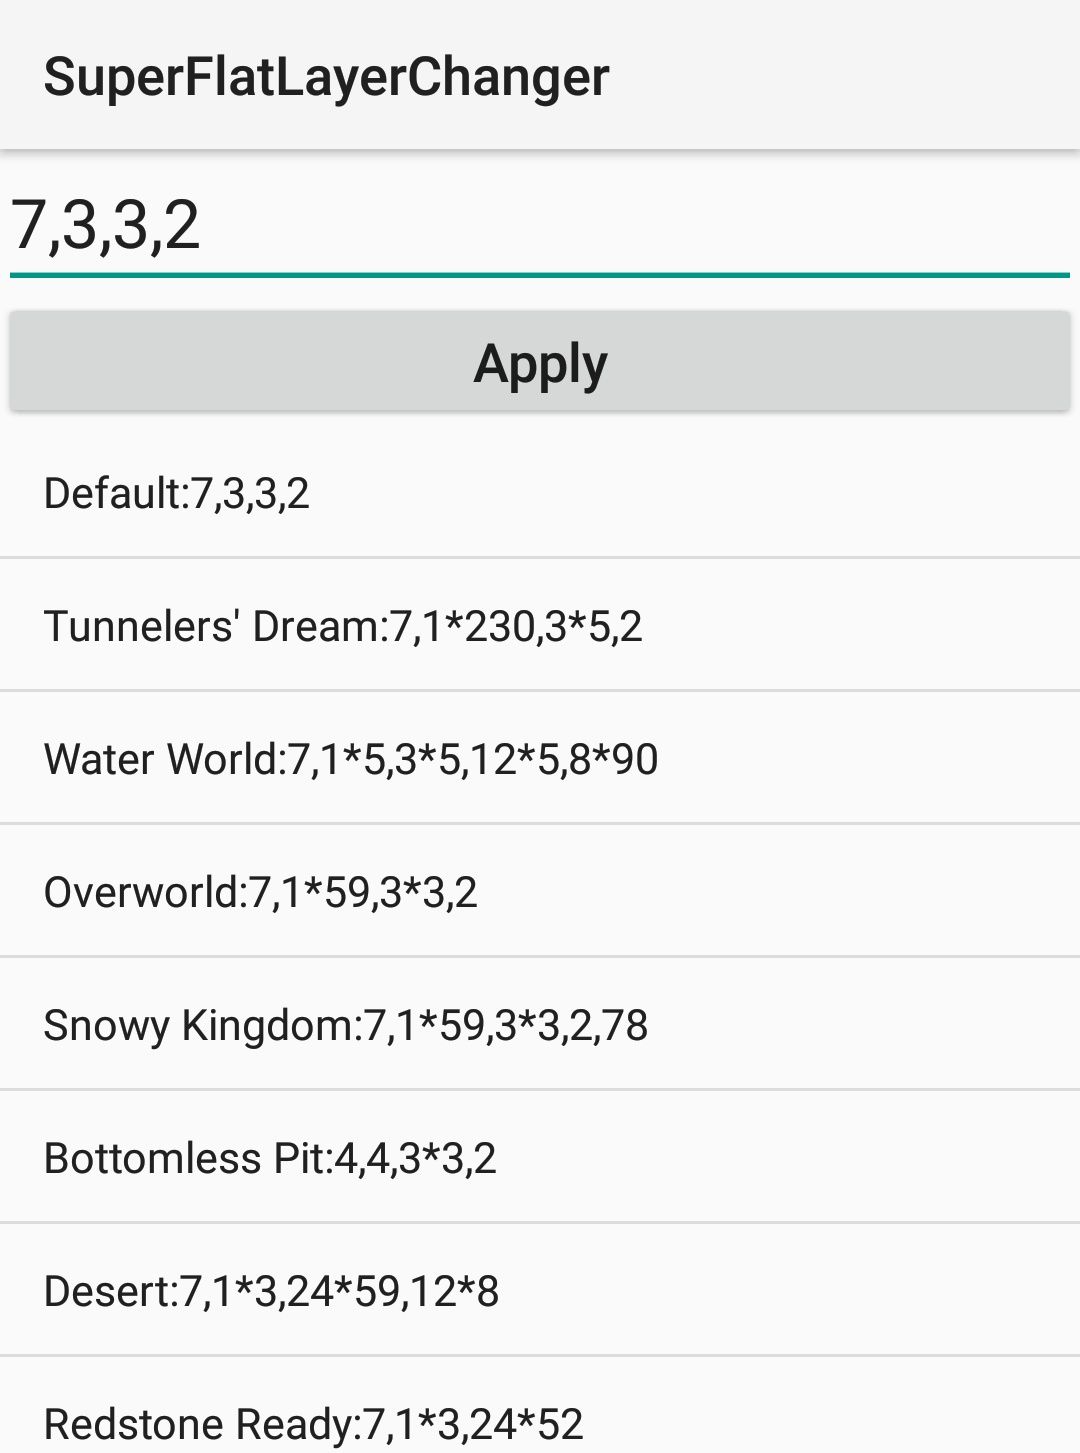 SuperFlatLayerChanger
7,3,3,2
Apply
Default:7,3,3,2
Tunnelers' Dream:7,1*230,3*5,2
Water World:7,1*5,3*5,12*5,8*90
Overworld:7,1*59,3*3,2
Snowy Kingdom:7,1*59,3*3,2,78
Bottomless Pit:4,4,3*3,2
Desert:7,1*3,24*59,12*8
Redstone Ready:7,1*3,24*52